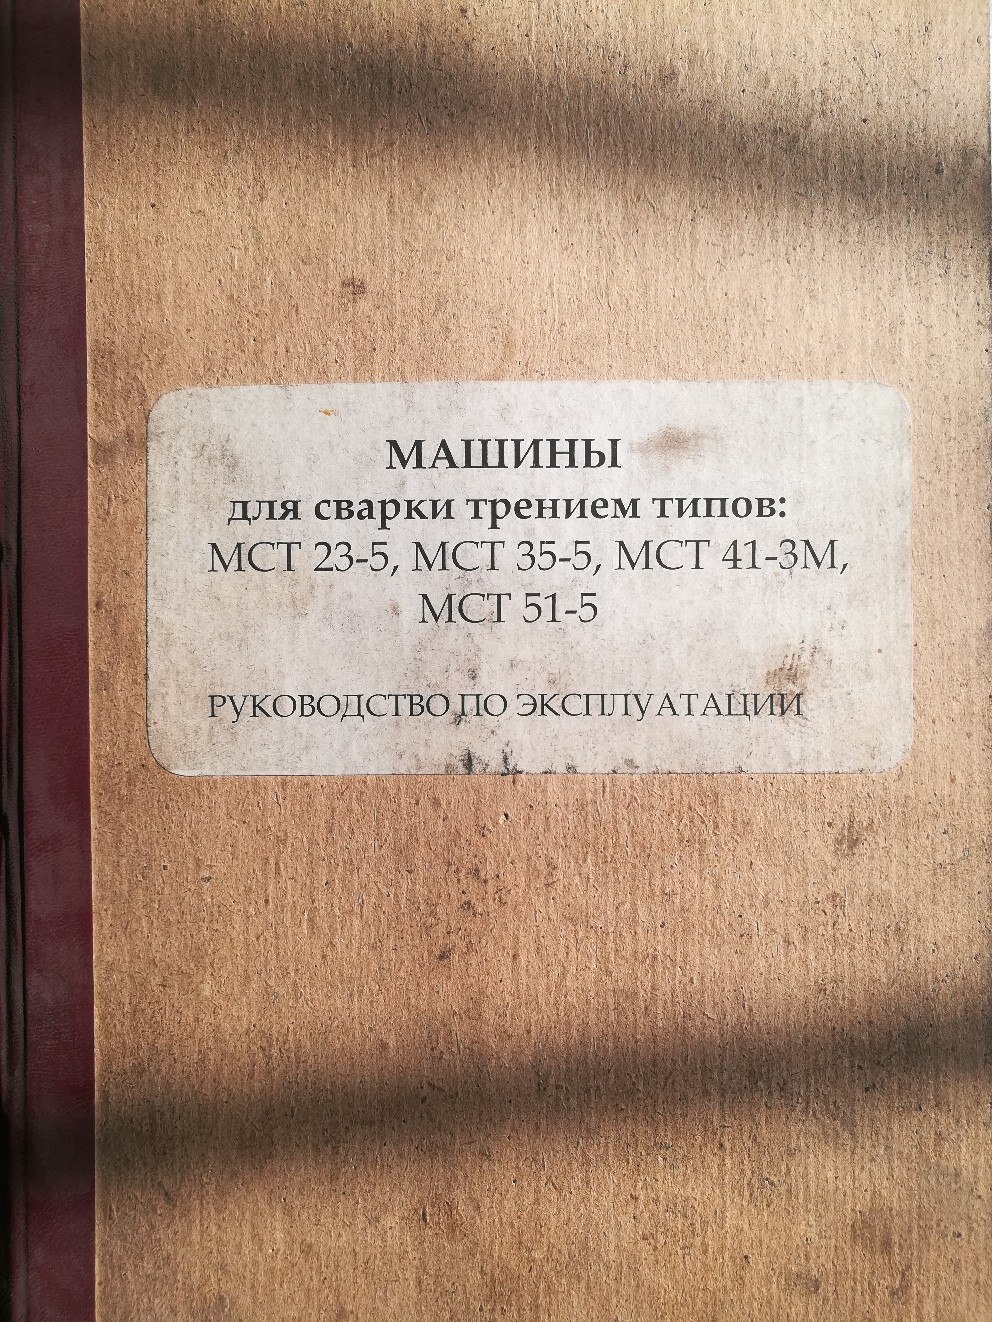 МАШИНЫ
для сварки трением типов:
МСТ 23-5, МСТ 35-5, МСТ 41-3М,
МСТ 51-5
РУКОВОДСТВО ПО ЭКСПЛУАТАЦИИ